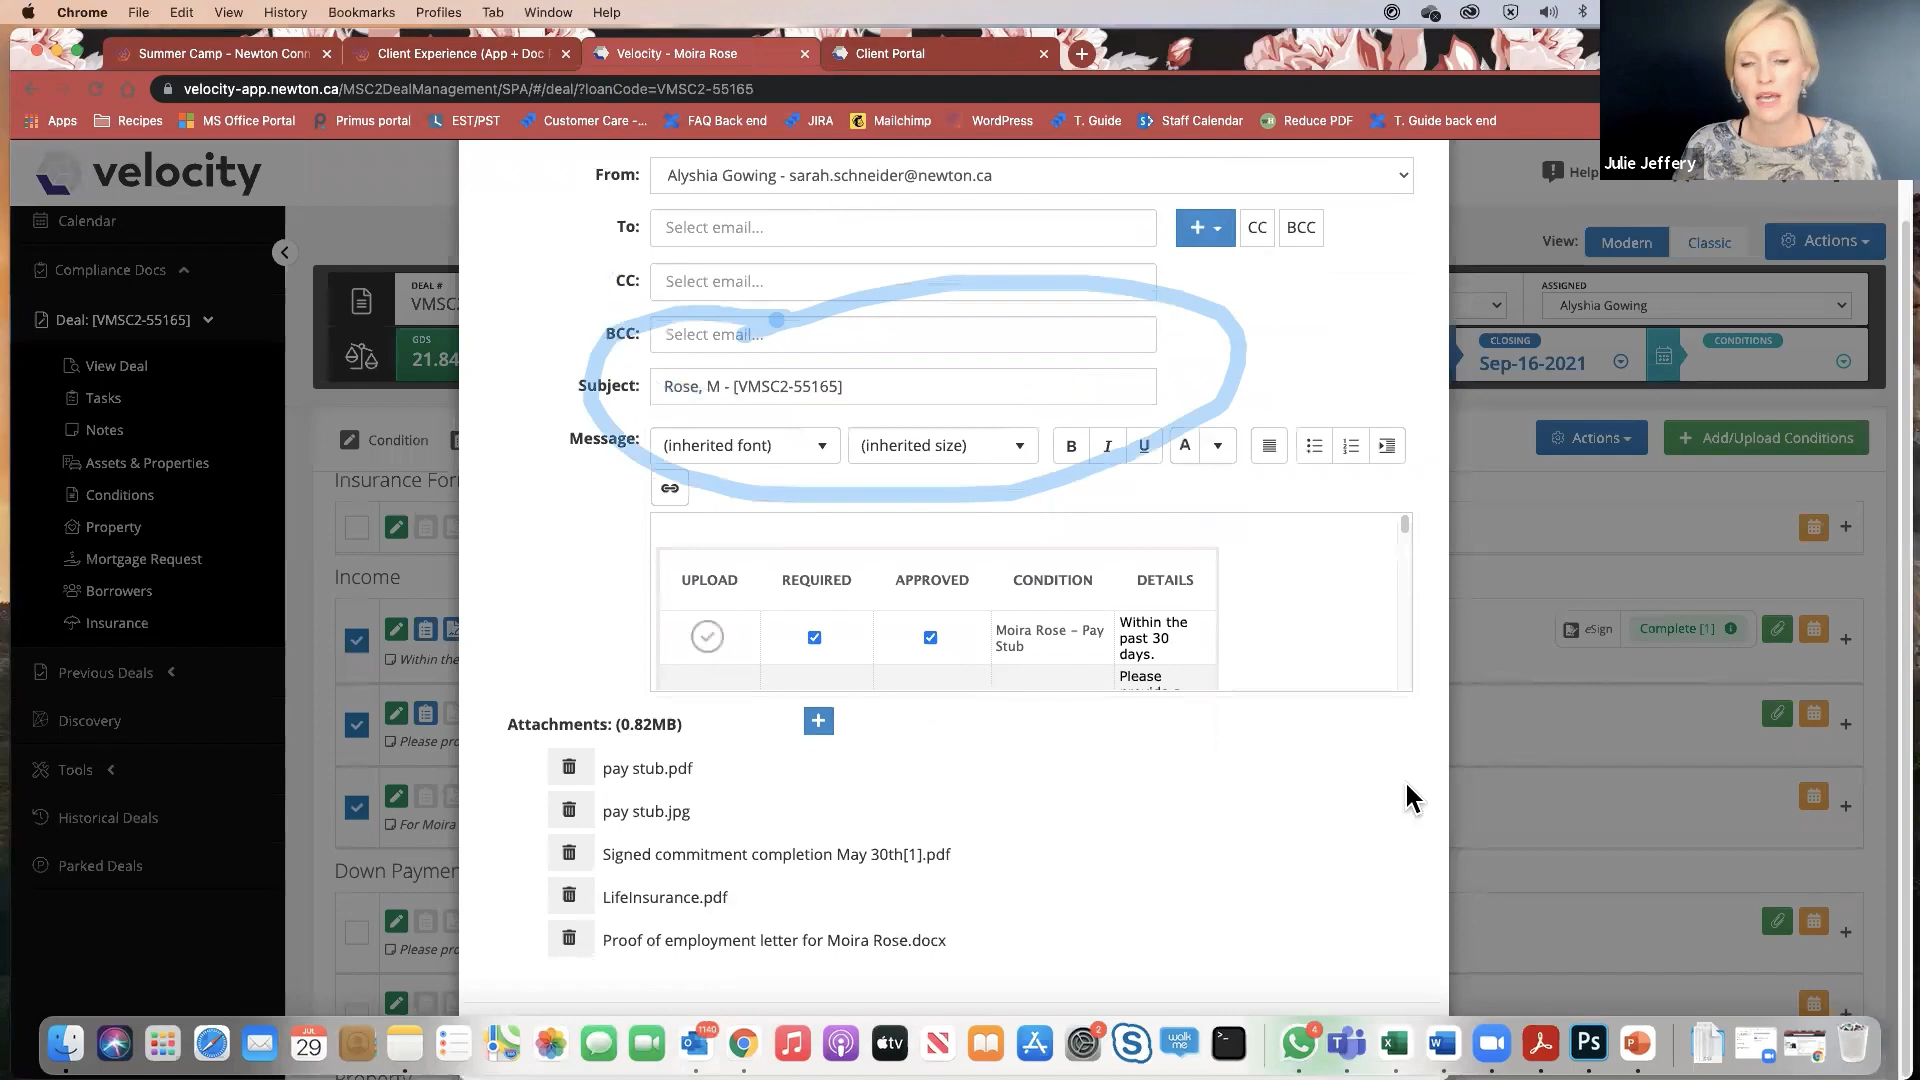 Chrome File Edit View History Bookmarks Profiles Tab Window Help
Summer Camp - Newton Conn
Client Experience (App + Doc
Velocity - Moira Rose
Client Portal
velocity-app.newton.ca/MSC2DealManagement/SPA/#/deal/?loanCode=VMSC2-55165
Apps Recipes MS Office Portal Primus portal EST/PST Customer Care -... FAQ Back end JIRA Mailchimp WordPress T. Guide Staff Calendar Reduce PDF T. Guide back end
Julie Jeffery
velocity
Help
From: Alyshia Gowing - sarah.schneider@newton.ca
To: Select email... CC BCC
CC: Select email...
BCC: Select email...
Subject: Rose, M - [VMSC2-55165]
Message: (inherited font) (inherited size) B I U A
UPLOAD REQUIRED APPROVED CONDITION DETAILS
Moira Rose – Pay Stub
Within the past 30 days.
Please
Attachments: (0.82MB)
pay stub.pdf
pay stub.jpg
Signed commitment completion May 30th[1].pdf
LifeInsurance.pdf
Proof of employment letter for Moira Rose.docx
Calendar
Compliance Docs
Deal: [VMSC2-55165]
View Deal
Tasks
Notes
Assets & Properties
Conditions
Property
Mortgage Request
Borrowers
Insurance
Previous Deals
Discovery
Tools
Historical Deals
Parked Deals
DEAL #
VMSC2
GDS
21.84
Condition
Insurance For
Income
Within the
Please pro
For Moira
Down Paymen
Please pro
View: Modern Classic Actions
ASSIGNED
Alyshia Gowing
CLOSING
Sep-16-2021
CONDITIONS
Actions Add/Upload Conditions
eSign Complete [1]
JUL
29
1140
tv
2
walk me
4
Ps